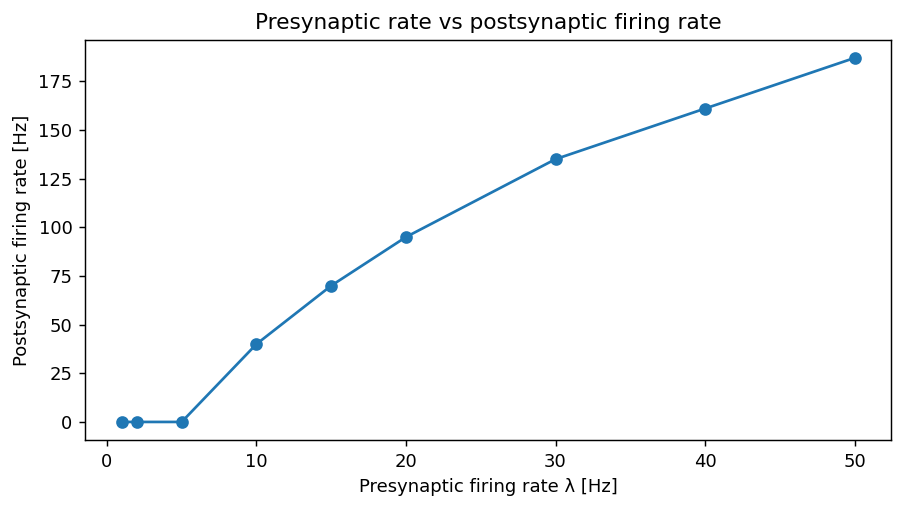 Presynaptic rate vs postsynaptic firing rate
Postsynaptic firing rate [Hz]
175
150
125
100
75
50
25
0
0 10 20 30 40 50
Presynaptic firing rate λ [Hz]